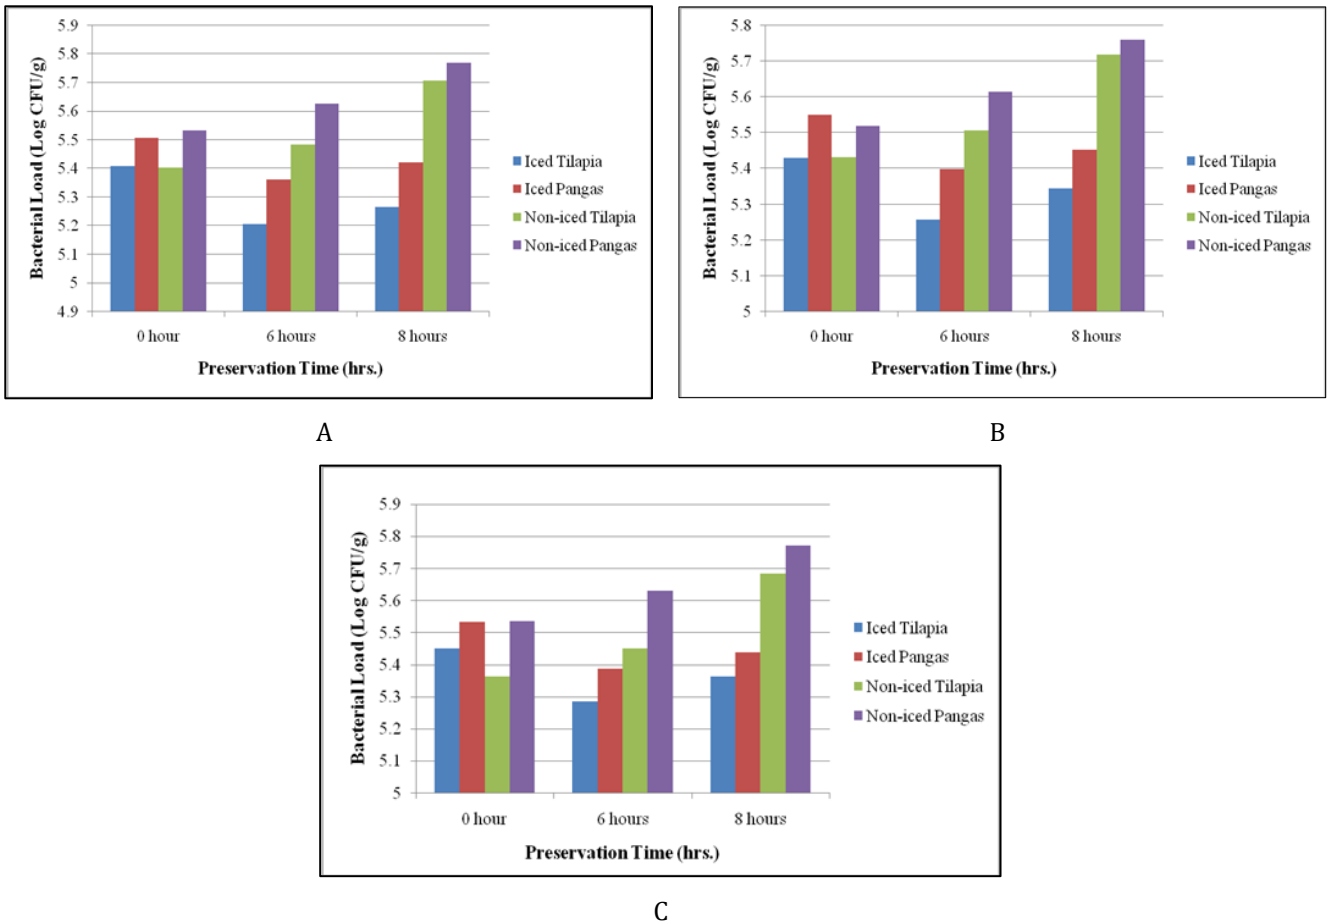 5.9
5.8
5.7
5.6
5.5
5.4
5.3
5.2
5.1
5
4.9
Bacterial Load (Log CFU/g)
0 hour 6 hours 8 hours
Preservation Time (hrs.)
Iced Tilapia
Iced Pangas
Non-iced Tilapia
Non-iced Pangas
A
5.8
5.7
5.6
5.5
5.4
5.3
5.2
5.1
5
Bacterial Load (Log CFU/g)
0 hour 6 hours 8 hours
Preservation Time (hrs.)
Iced Tilapia
Iced Pangas
Non-iced Tilapia
Non-iced Pangas
B
5.9
5.8
5.7
5.6
5.5
5.4
5.3
5.2
5.1
5
Bacterial Load (Log CFU/g)
0 hour 6 hours 8 hours
Preservation Time (hrs.)
Iced Tilapia
Iced Pangas
Non-iced Tilapia
Non-iced Pangas
C